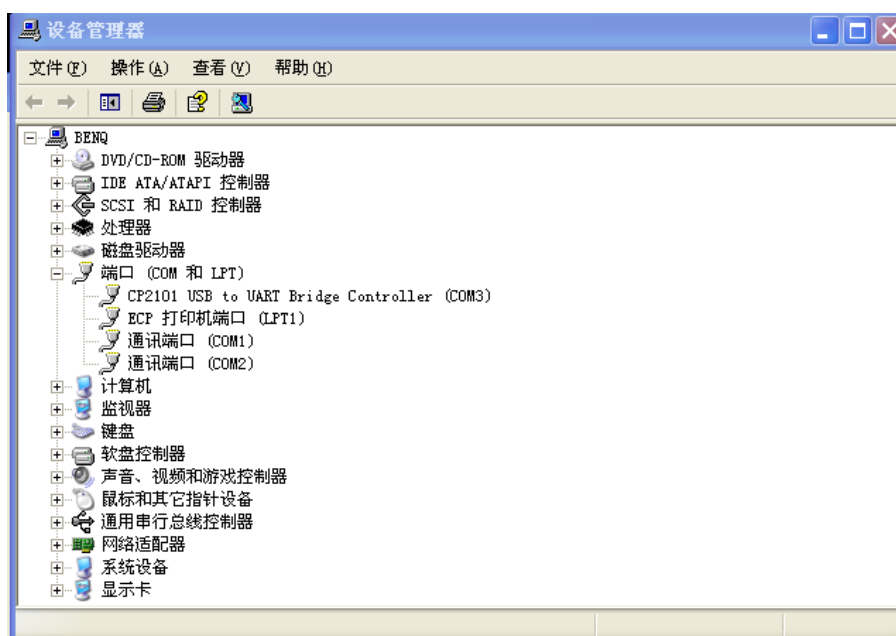 设备管理器
文件(F) 操作(A) 查看(V) 帮助(H)
BENQ
DVD/CD-ROM 驱动器
IDE ATA/ATAPI 控制器
SCSI 和 RAID 控制器
处理器
磁盘驱动器
端口 (COM 和 LPT)
CP2101 USB to UART Bridge Controller (COM3)
ECP 打印机端口 (LPT1)
通讯端口 (COM1)
通讯端口 (COM2)
计算机
监视器
键盘
软盘控制器
声音、视频和游戏控制器
鼠标和其它指针设备
通用串行总线控制器
网络适配器
系统设备
显示卡